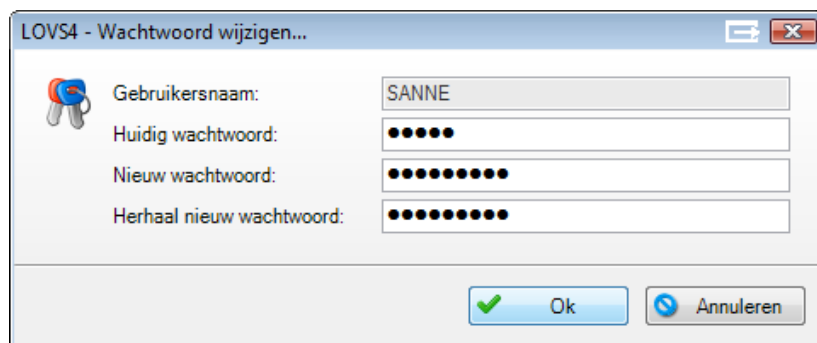 LOVS4 - Wachtwoord wijzigen...
Gebruikersnaam: SANNE
Huidig wachtwoord: ●●●●●
Nieuw wachtwoord: ●●●●●●●●●
Herhaal nieuw wachtwoord: ●●●●●●●●●
Ok Annuleren